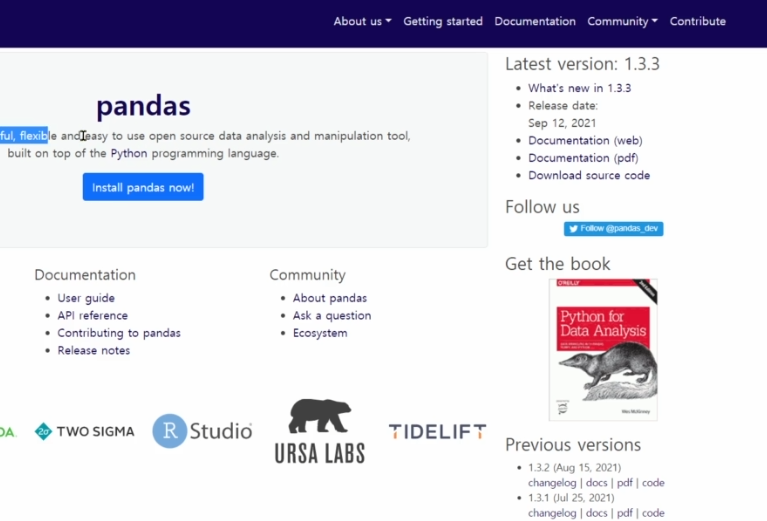 About us Getting started Documentation Community Contribute
pandas
ful, flexible and easy to use open source data analysis and manipulation tool,
built on top of the Python programming language.
Install pandas now!
Documentation
User guide
API reference
Contributing to pandas
Release notes
Community
About pandas
Ask a question
Ecosystem
DA.
2σ TWO SIGMA
R Studio
URSA LABS
TIDELIFT
Latest version: 1.3.3
What's new in 1.3.3
Release date:
Sep 12, 2021
Documentation (web)
Documentation (pdf)
Download source code
Follow us
Follow @pandas_dev
Get the book
O'REILLY
Python for
Data Analysis
Wes McKinney
Previous versions
1.3.2 (Aug 15, 2021)
changelog | docs | pdf | code
1.3.1 (Jul 25, 2021)
changelog | docs | pdf | code